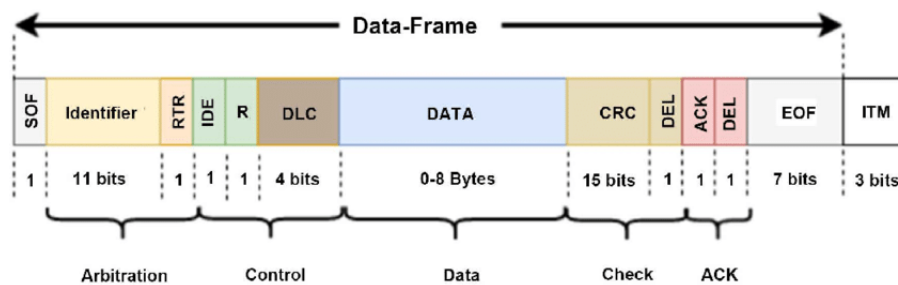 Data-Frame
SOF Identifier RTR IDE R DLC DATA CRC DEL ACK DEL EOF ITM
1 11 bits 1 1 1 4 bits 0-8 Bytes 15 bits 1 1 1 7 bits 3 bits
Arbitration Control Data Check ACK